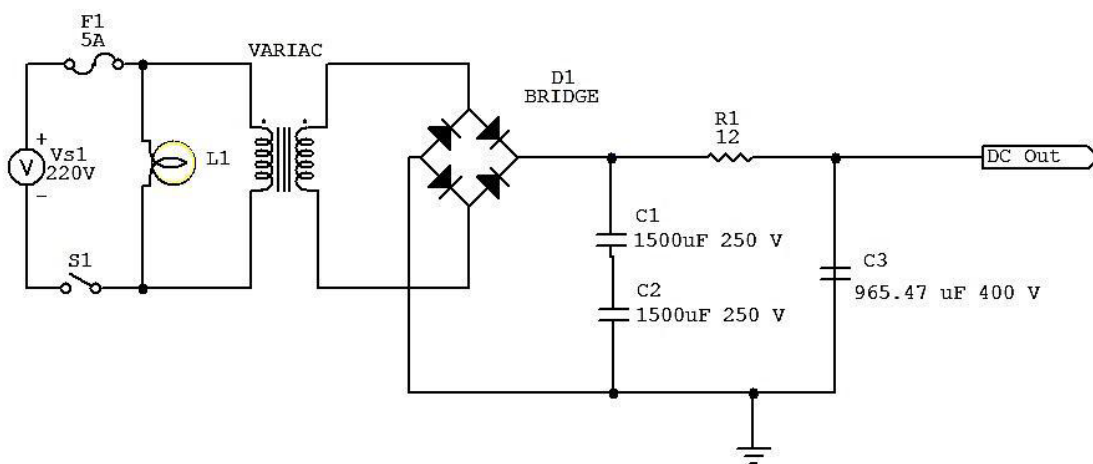 F1
5A
VARIAC
D1
BRIDGE
R1
12
DC Out
+
Vs1
V
220V
-
L1
C1
1500uF 250 V
S1
C3
C2
965.47 uF 400 V
1500uF 250 V